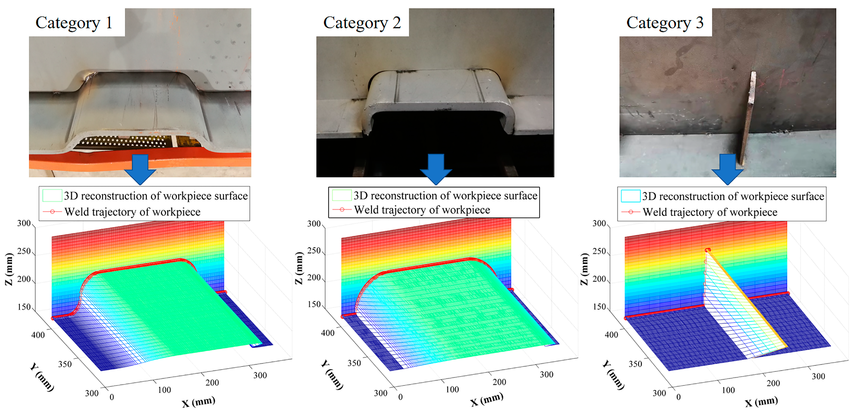 Category 1
Category 2
Category 3
3D reconstruction of workpiece surface
Weld trajectory of workpiece
3D reconstruction of workpiece surface
Weld trajectory of workpiece
3D reconstruction of workpiece surface
Weld trajectory of workpiece
300
250
200
150
Z (mm)
400
350
300
Y (mm)
0
100
200
300
X (mm)
300
250
200
150
Z (mm)
400
350
300
Y (mm)
0
100
200
300
X (mm)
300
250
200
150
Z (mm)
400
350
300
Y (mm)
0
100
200
300
X (mm)